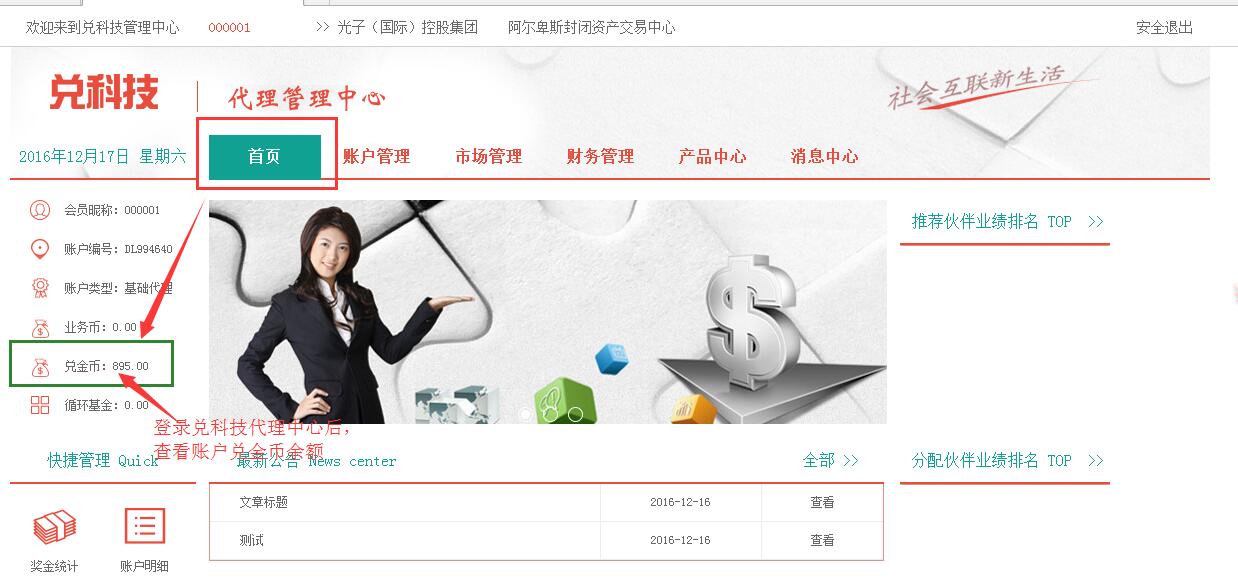 欢迎来到兑科技管理中心 000001 >> 光子（国际）控股集团 阿尔卑斯封闭资产交易中心 安全退出
兑科技 代理管理中心 社会互联新生活
2016年12月17日 星期六 首页 账户管理 市场管理 财务管理 产品中心 消息中心
会员昵称：000001
账户编号：DL994640
账户类型：基础代理
业务币：0.00
兑金币：895.00
循环基金：0.00
推荐伙伴业绩排名 TOP >>
登录兑科技代理中心后，
查看账户兑金币金额
快捷管理 Quick
最新公告 News center 全部 >>
分配伙伴业绩排名 TOP >>
文章标题 2016-12-16 查看
测试 2016-12-16 查看
奖金统计 账户明细